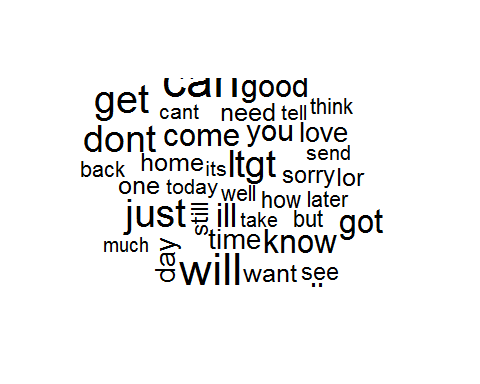 can good
get cant need tell think
dont come you love
send
back home its ltgt sorry lor
one today well how later
just still ill take but got
much time know
day will want see